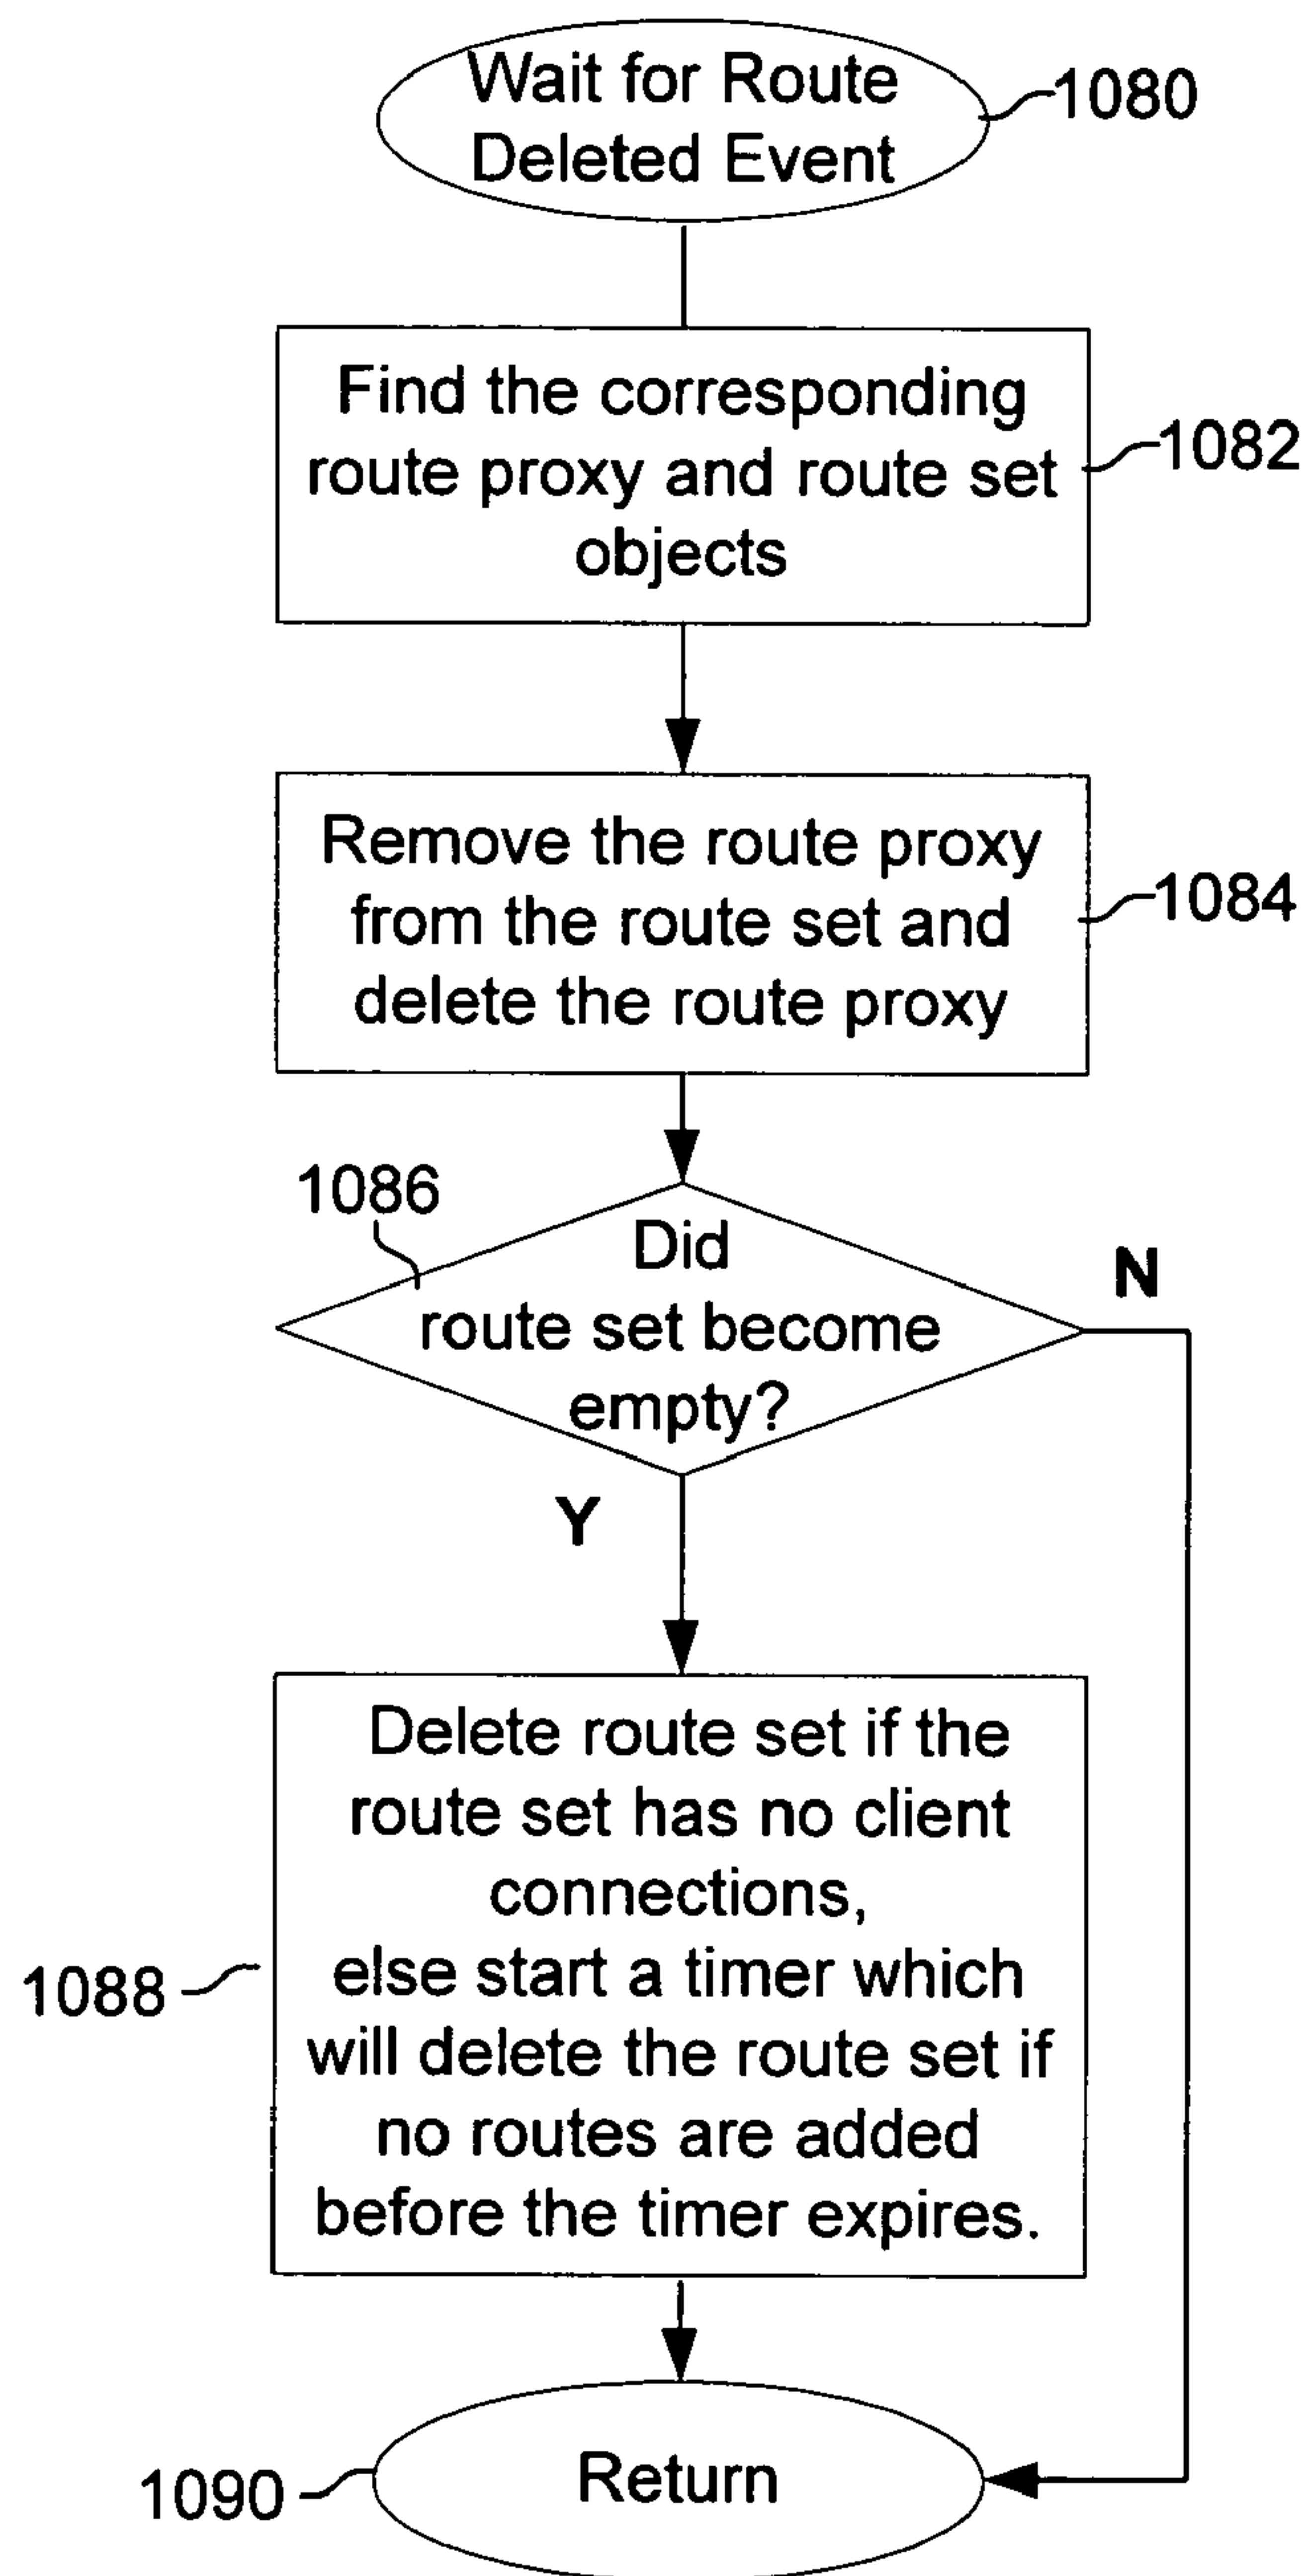 Wait for Route
Deleted Event
1080
Find the corresponding
route proxy and route set
objects
1082
Remove the route proxy
from the route set and
delete the route proxy
1084
1086
Did
route set become
empty?
N
Y
Delete route set if the
route set has no client
connections,
else start a timer which
will delete the route set if
no routes are added
before the timer expires.
1088
Return
1090